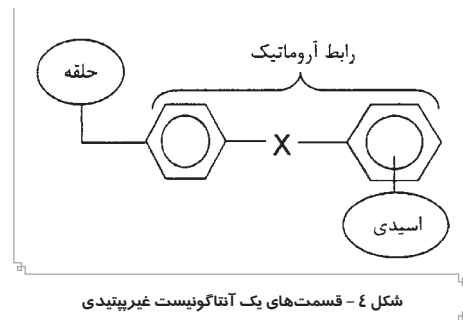 رابط آروماتیک
حلقه
X
اسیدی
شکل ٤ - قسمت‌های یک آنتاگونیست غیرپپتیدی